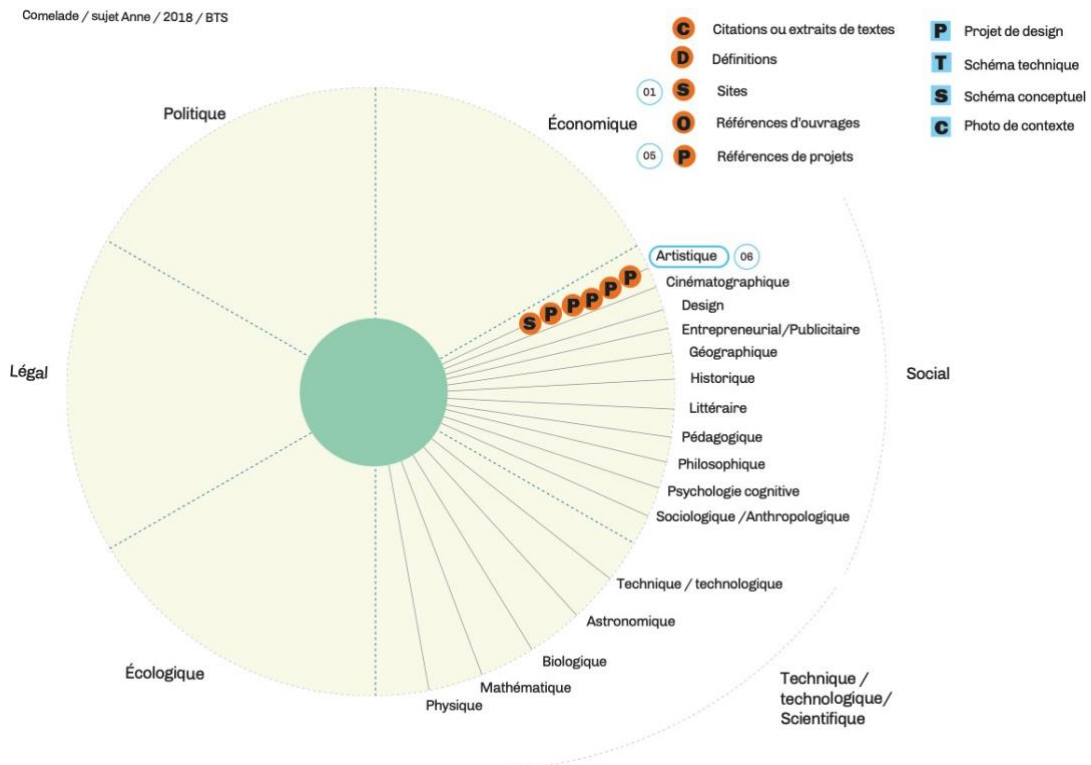 Comelade / sujet Anne / 2018 / BTS
C Citations ou extraits de textes
D Définitions
01 S Sites
O Références d'ouvrages
05 P Références de projets
P Projet de design
T Schéma technique
S Schéma conceptuel
C Photo de contexte
Politique
Économique
Légal
Écologique
Artistique 06
Cinématographique
Design
Entrepreneurial/Publicitaire
Géographique
Historique
Littéraire
Pédagogique
Philosophique
Psychologie cognitive
Sociologique /Anthropologique
S P P P P P
Social
Technique / technologique
Astronomique
Biologique
Mathématique
Physique
Technique /
technologique/
Scientifique